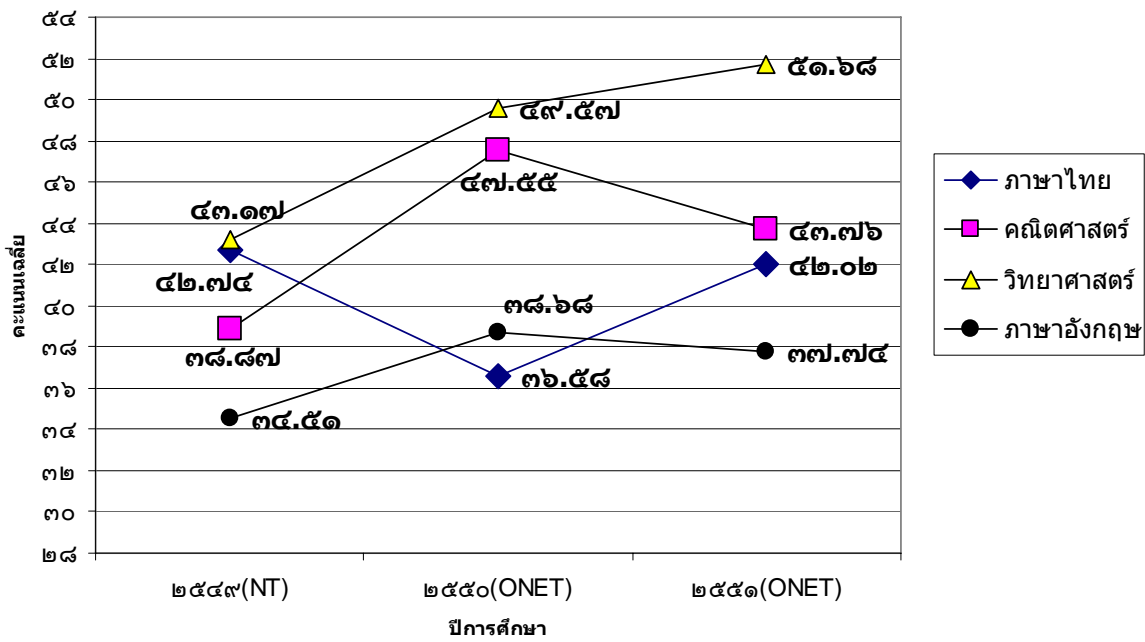 ๕๔
๕๒
๕๐
๔๘
๔๖
๔๔
๔๒
๔๐
๓๘
๓๖
๓๔
๓๒
๓๐
๒๘
คะแนนเฉลี่ย
๔๓.๑๗
๔๙.๕๗
๕๑.๖๘
๔๒.๗๔
๔๗.๕๕
๔๓.๗๖
๔๒.๐๒
๓๘.๘๗
๓๘.๖๘
๓๗.๗๔
๓๔.๕๑
๓๖.๕๘
๒๕๔๙(NT)
๒๕๕๐(ONET)
๒๕๕๑(ONET)
ปีการศึกษา
ภาษาไทย
คณิตศาสตร์
วิทยาศาสตร์
ภาษาอังกฤษ